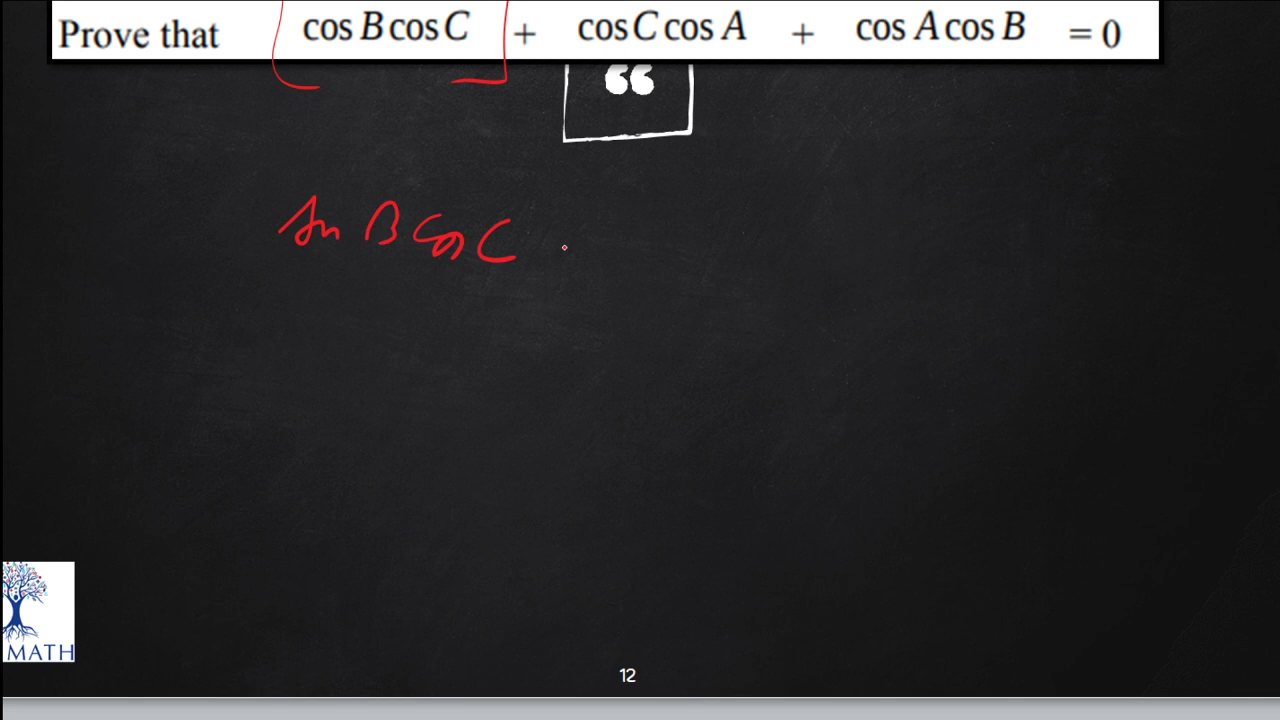 Prove that cos B cos C + cos C cos A + cos A cos B = 0
“
Sin B Cos C
MATH
12